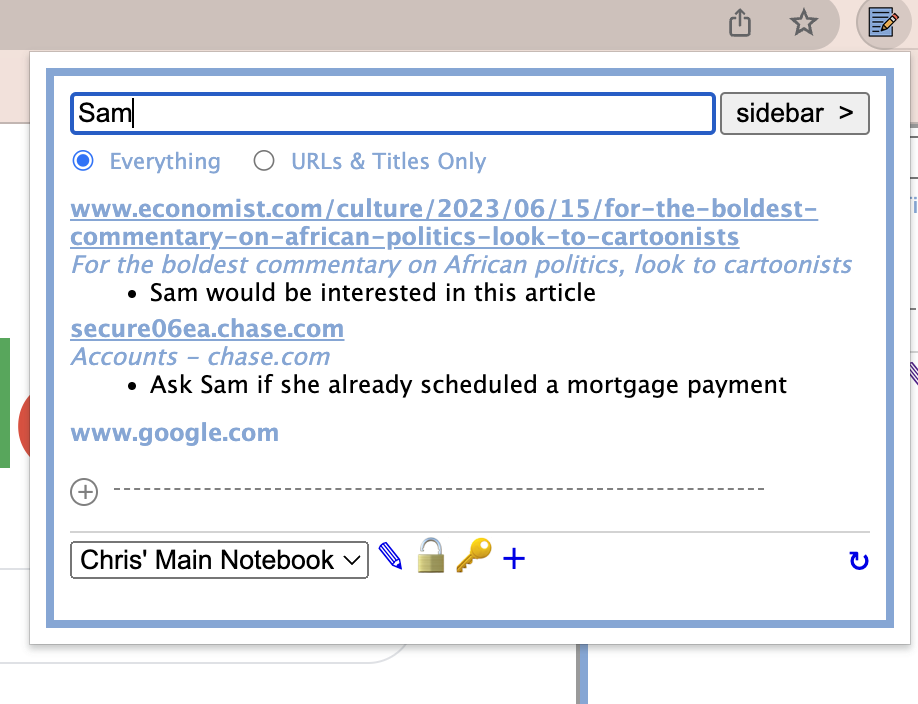 Sam
sidebar >
Everything
URLs & Titles Only
www.economist.com/culture/2023/06/15/for-the-boldest-
commentary-on-african-politics-look-to-cartoonists
For the boldest commentary on African politics, look to cartoonists
• Sam would be interested in this article
secure06ea.chase.com
Accounts - chase.com
• Ask Sam if she already scheduled a mortgage payment
www.google.com
Chris' Main Notebook